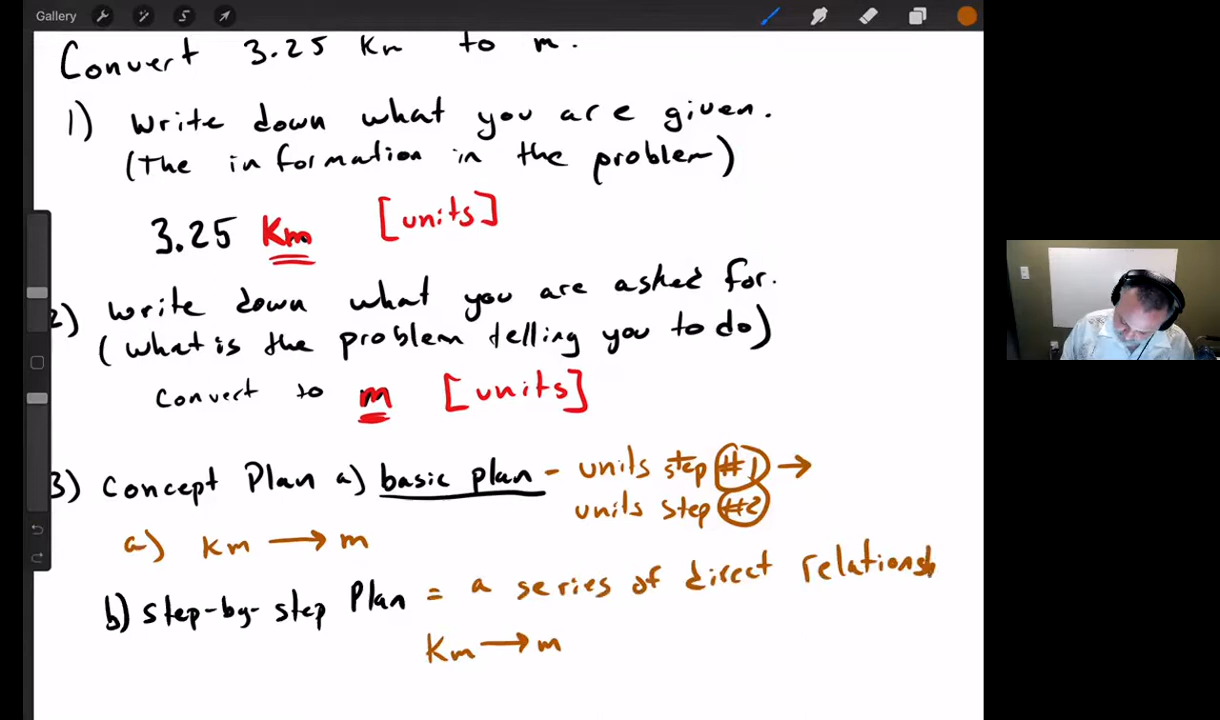 Gallery
Convert 3.25 Km to m.
1) Write down what you are given.
(The information in the problem)
3.25 Km [units]
2) Write down what you are asked for.
(What is the problem telling you to do)
Convert to m [units]
3) Concept Plan a) basic plan - units step #1 →
units step #2
a) Km → m
b) Step-by-step Plan = a series of direct relationsh
Km → m